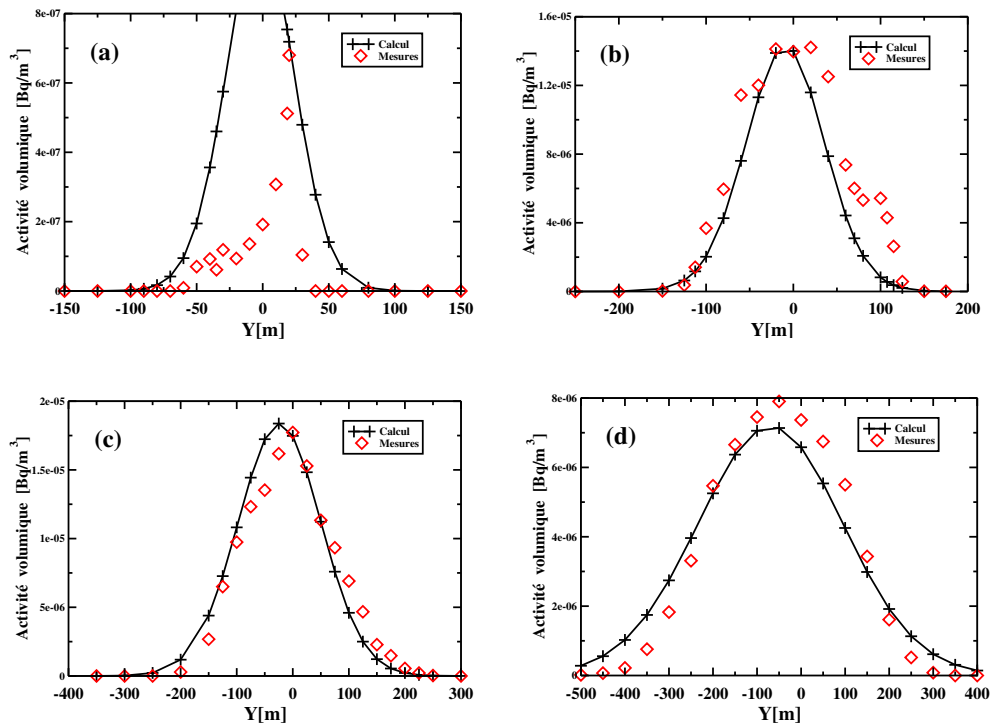 8e-07
6e-07
4e-07
2e-07
0
Activité volumique [Bq/m³]
(a)
Calcul
Mesures
-150
-100
-50
0
50
100
150
Y[m]
1.6e-05
1.2e-05
8e-06
4e-06
0
Activité volumique [Bq/m³]
(b)
Calcul
Mesures
-200
-100
0
100
200
Y[m]
2e-05
1.5e-05
1e-05
5e-06
0
Activité volumique [Bq/m³]
(c)
Calcul
Mesures
-400
-300
-200
-100
0
100
200
300
Y[m]
8e-06
6e-06
4e-06
2e-06
0
Activité volumique [Bq/m³]
(d)
Calcul
Mesures
-500
-400
-300
-200
-100
0
100
200
300
400
Y[m]